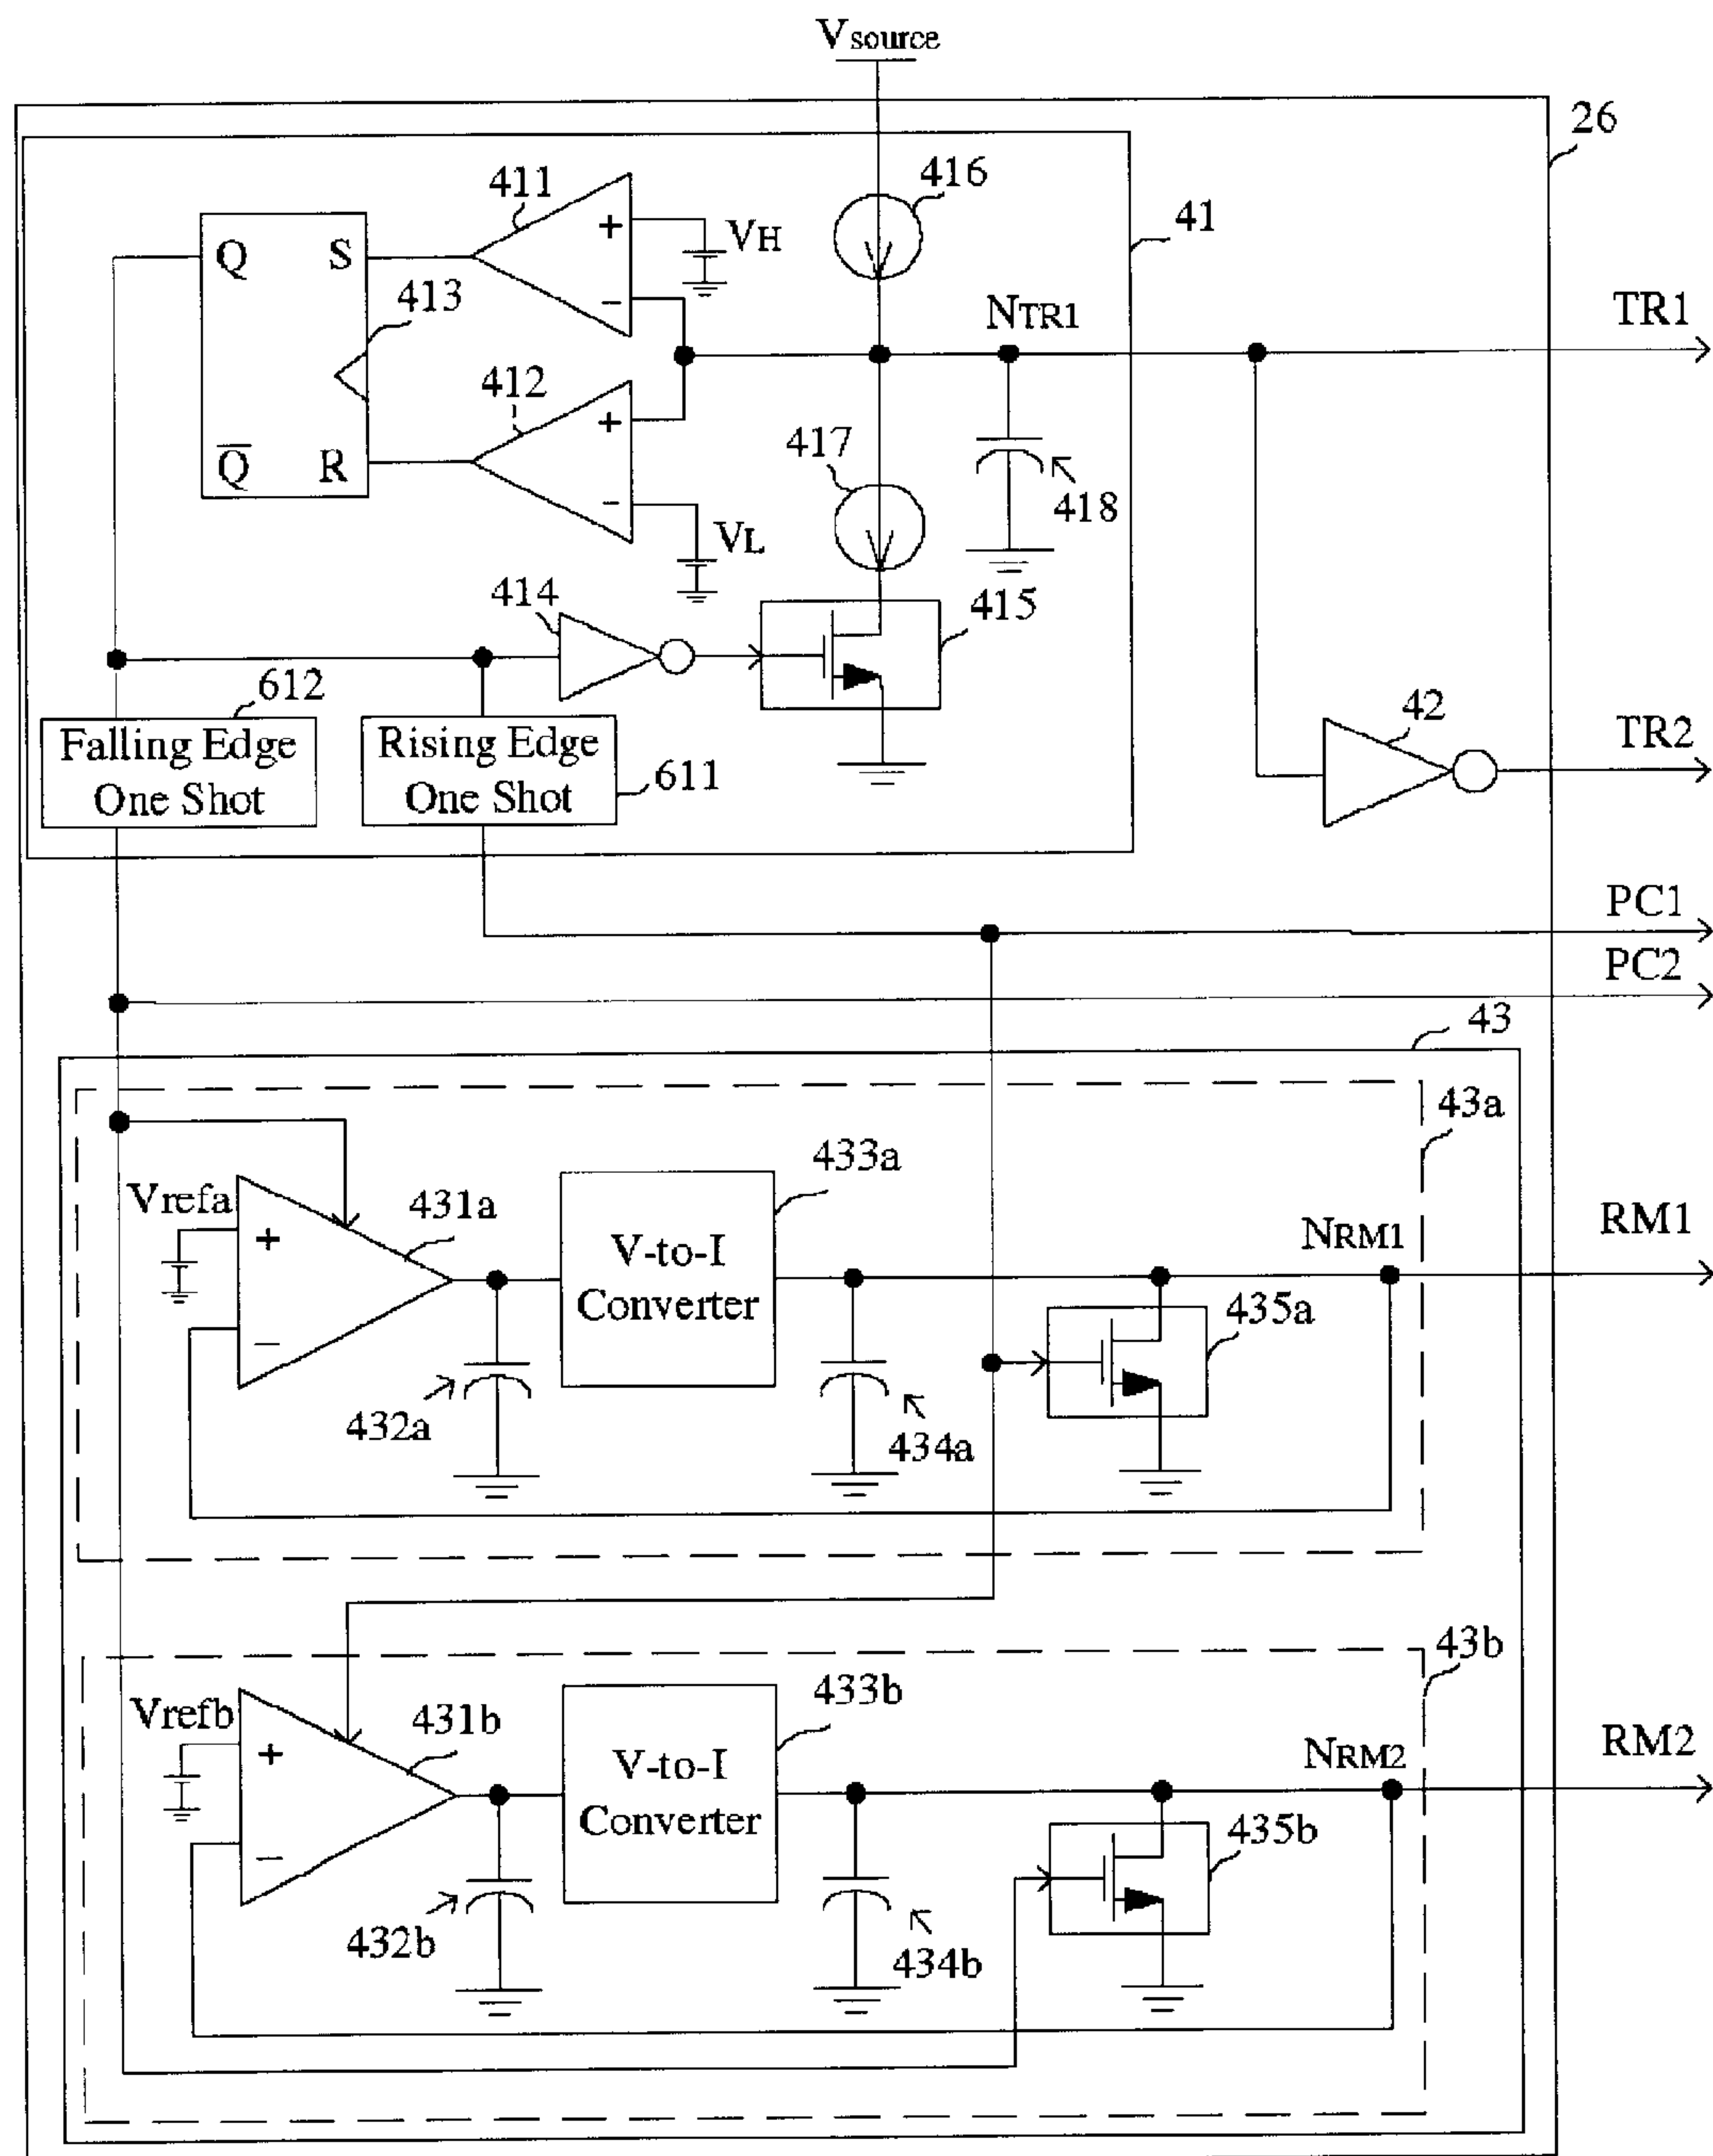 Vsource
26
416
411
41
+
VH
Q
S
413
−
NTR1
TR1
412
+
417
Q
R
−
418
VL
414
415
612
42
TR2
Falling Edge
One Shot
Rising Edge
One Shot
611
PC1
PC2
43
43a
433a
Vrefa
431a
+
V-to-I
Converter
NRM1
RM1
435a
−
432a
434a
43b
433b
Vrefb
431b
+
V-to-I
Converter
NRM2
RM2
435b
−
432b
434b